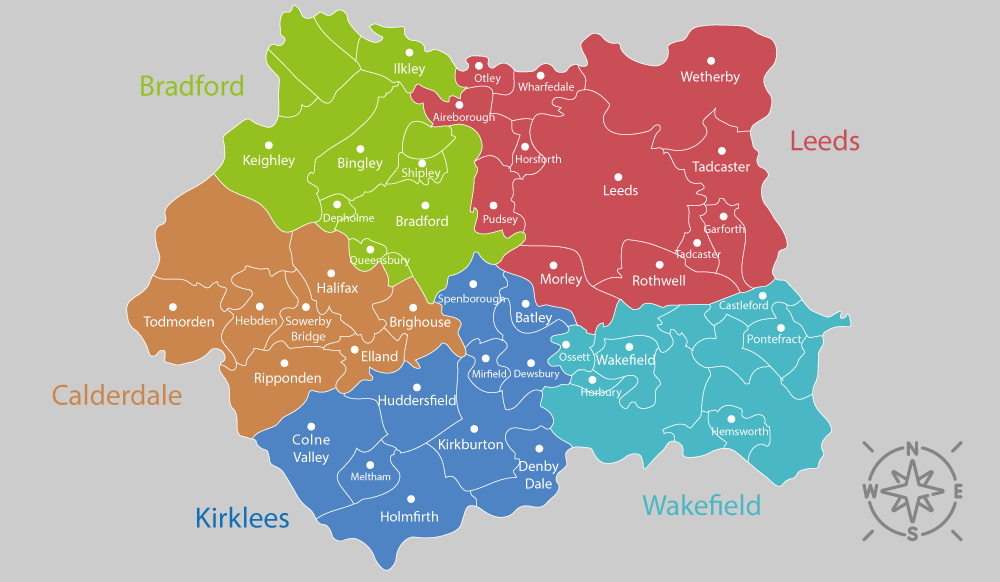 Bradford
Ilkley
Otley
Wharfedale
Wetherby
Aireborough
Leeds
Keighley
Bingley
Shipley
Horsforth
Tadcaster
Leeds
Denholme
Bradford
Pudsey
Garforth
Queensbury
Tadcaster
Halifax
Morley
Rothwell
Spenborough
Castleford
Todmorden
Hebden
Sowerby
Bridge
Brighouse
Batley
Pontefract
Elland
Ossett
Wakefield
Ripponden
Mirfield
Dewsbury
Calderdale
Huddersfield
Horbury
Colne
Valley
Kirkburton
Hemsworth
Meltham
Denby
Dale
Holmfirth
Kirklees
Wakefield
N
W
E
S